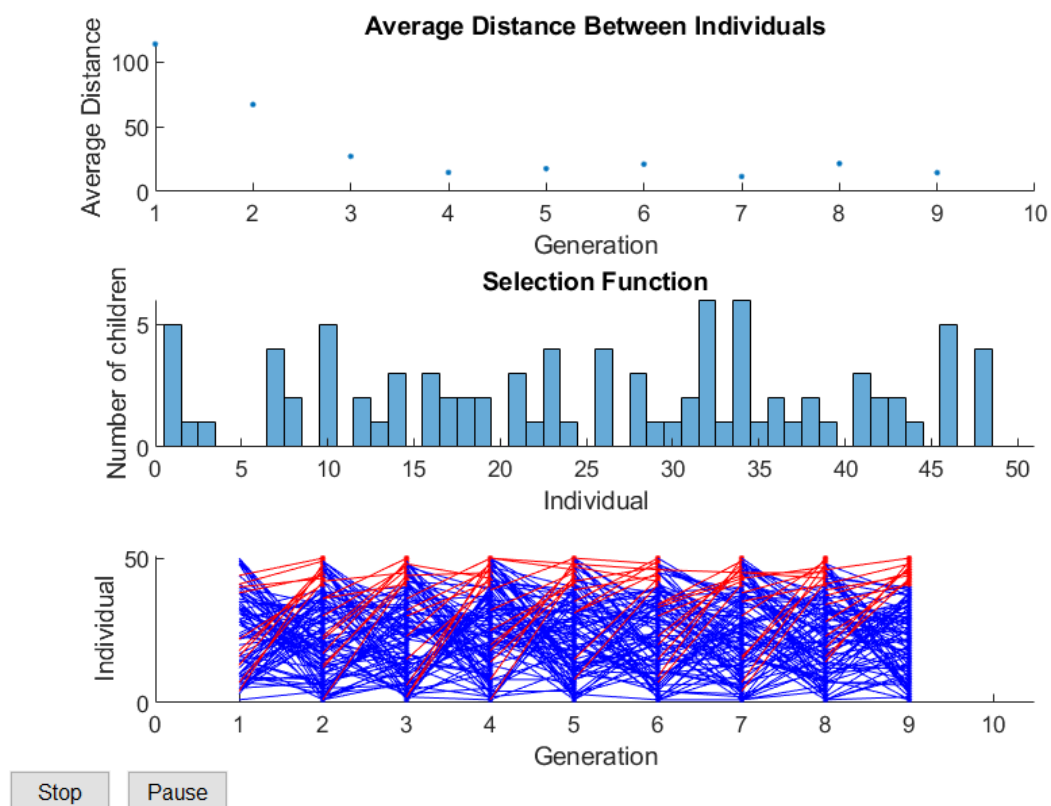 Average Distance Between Individuals
Average Distance
100
50
0
1 2 3 4 5 6 7 8 9 10
Generation
Selection Function
Number of children
5
0
0 5 10 15 20 25 30 35 40 45 50
Individual
Individual
50
0
0 1 2 3 4 5 6 7 8 9 10
Generation
Stop Pause